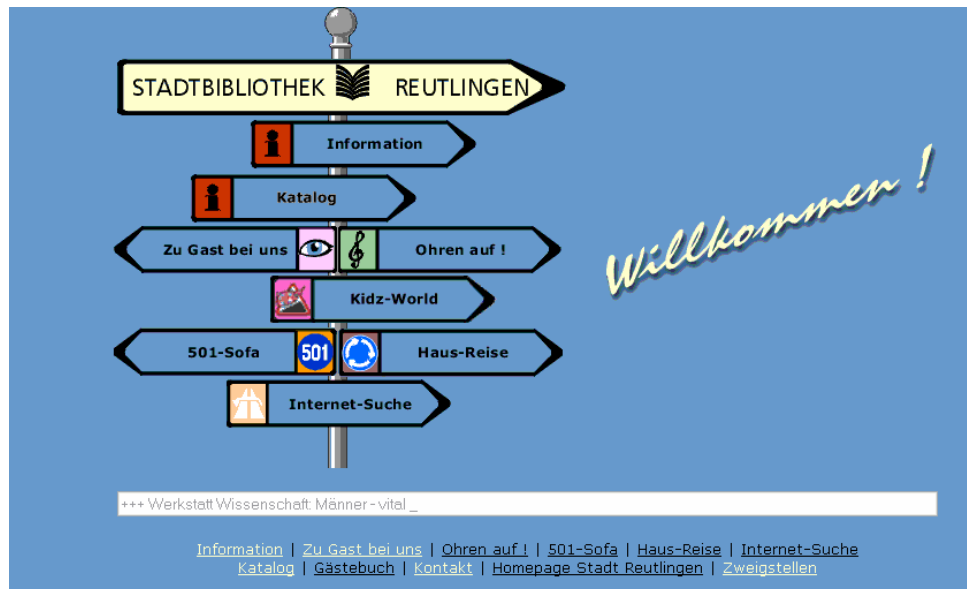 STADTBIBLIOTHEK REUTLINGEN
Information
Katalog
Zu Gast bei uns
Ohren auf !
Kidz-World
501-Sofa 501
Haus-Reise
Internet-Suche
Willkommen !
+++ Werkstatt Wissenschaft: Männer - vital _
Information | Zu Gast bei uns | Ohren auf ! | 501-Sofa | Haus-Reise | Internet-Suche
Katalog | Gästebuch | Kontakt | Homepage Stadt Reutlingen | Zweigstellen